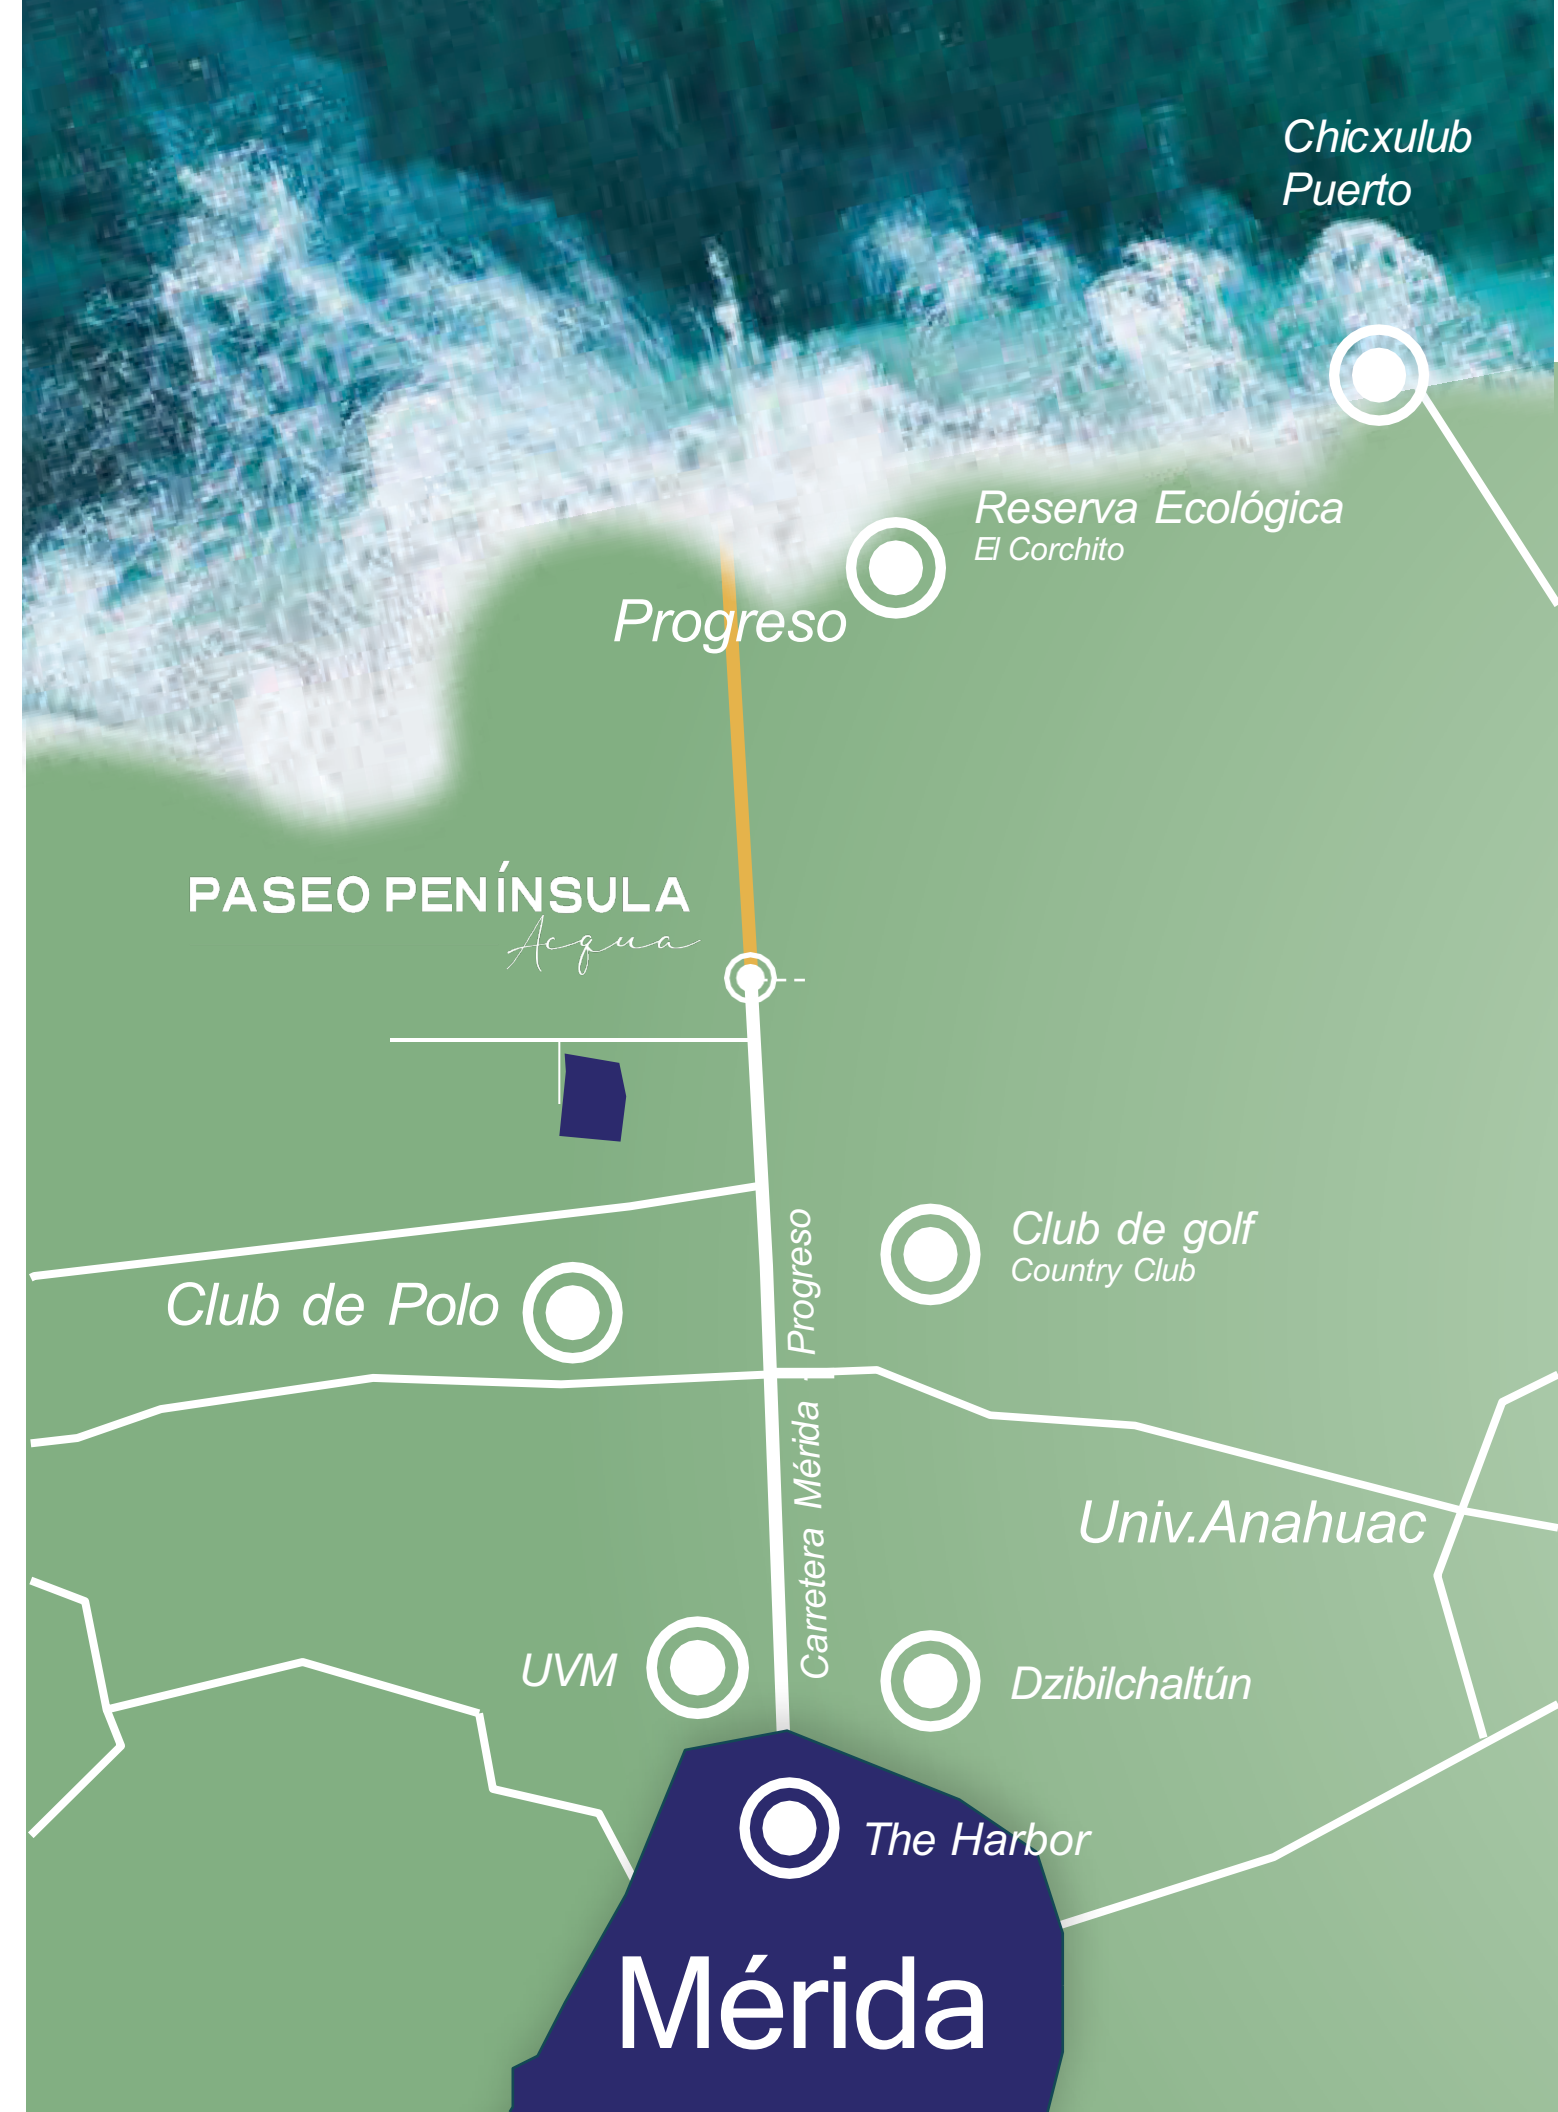 Chicxulub
Puerto
Reserva Ecológica
El Corchito
Progreso
PASEO PENÍNSULA
Acqua
Club de golf
Country Club
Club de Polo
Carretera Mérida - Progreso
Univ.Anahuac
UVM
Dzibilchaltún
The Harbor
Mérida